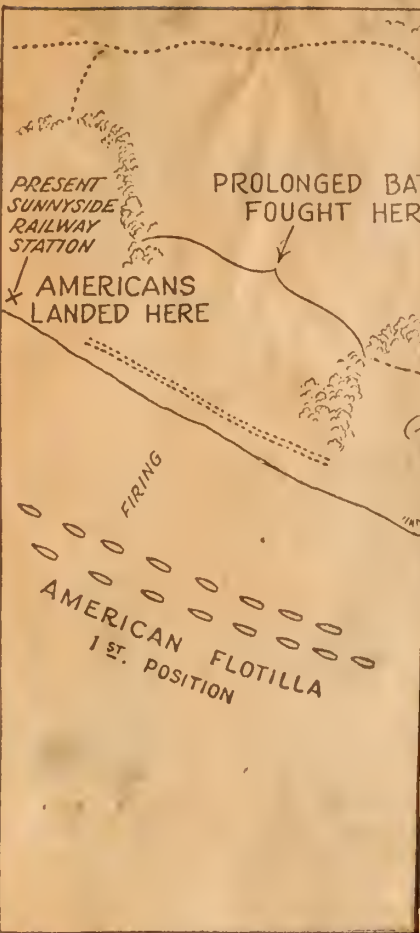 PRESENT
SUNNYSIDE
RAILWAY
STATION
PROLONGED BAT
FOUGHT HER
AMERICANS
LANDED HERE
FIRING
AMERICAN FLOTILLA
1ST. POSITION